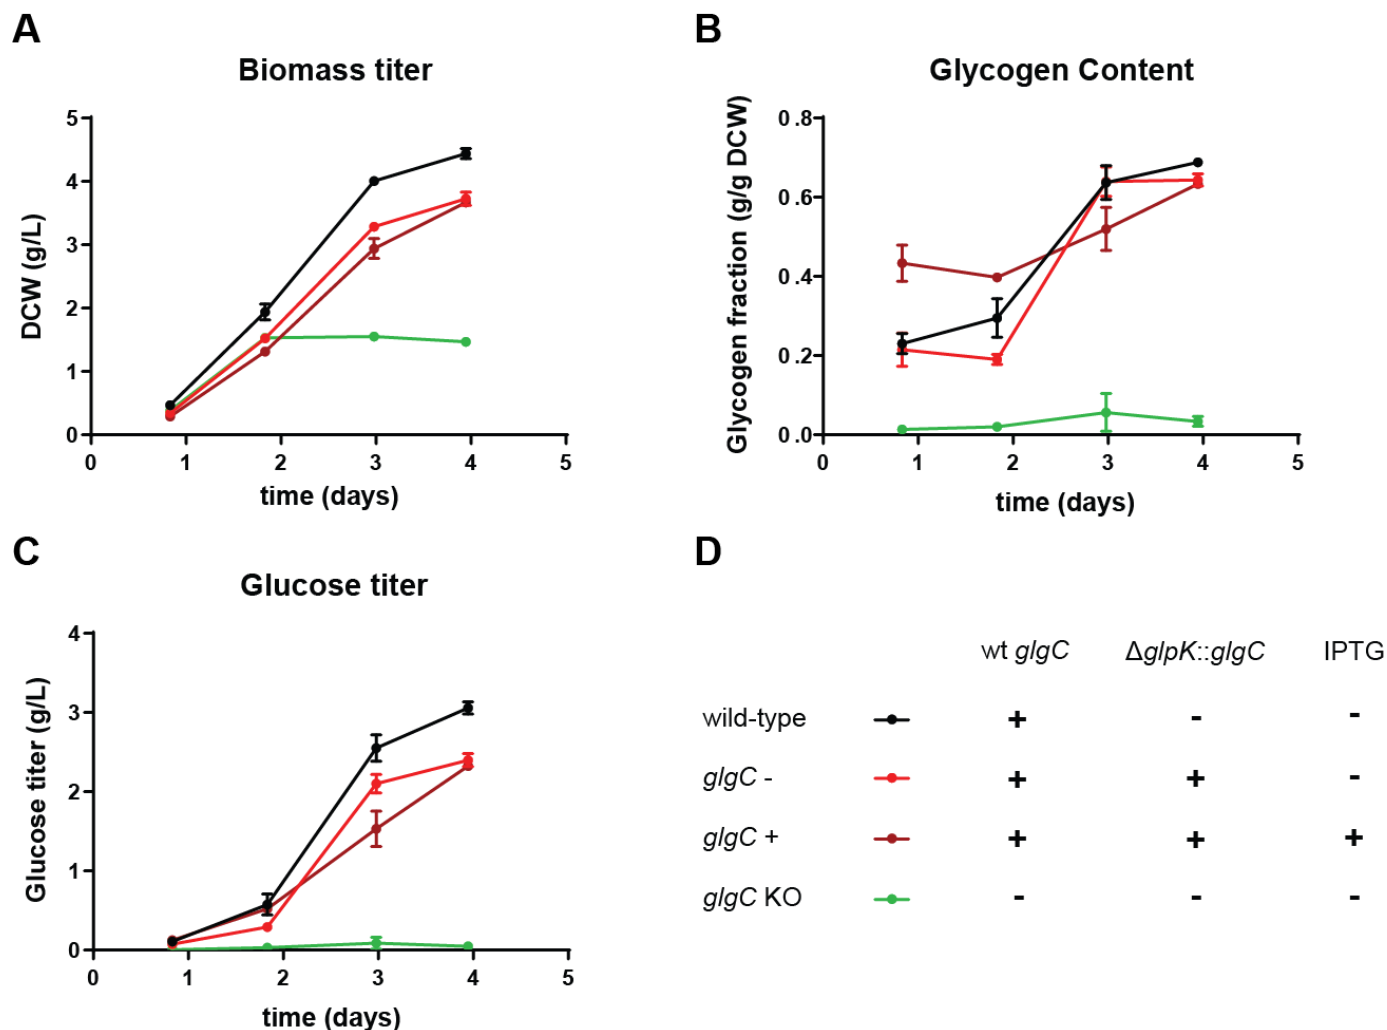 A
Biomass titer
DCW (g/L)
5
4
3
2
1
0
0 1 2 3 4 5
time (days)
B
Glycogen Content
Glycogen fraction (g/g DCW)
0.8
0.6
0.4
0.2
0.0
0 1 2 3 4 5
time (days)
C
Glucose titer
Glucose titer (g/L)
4
3
2
1
0
0 1 2 3 4 5
time (days)
D
wt glgC ΔglpK::glgC IPTG
wild-type + - -
glgC - + + -
glgC + + + +
glgC KO - - -